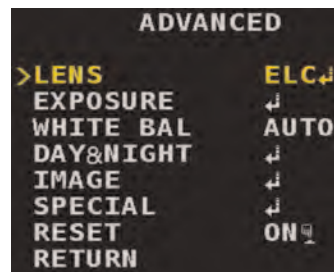 ADVANCED
>LENS ELC↲
EXPOSURE ↲
WHITE BAL AUTO
DAY&NIGHT ↲
IMAGE ↲
SPECIAL ↲
RESET ON☟
RETURN